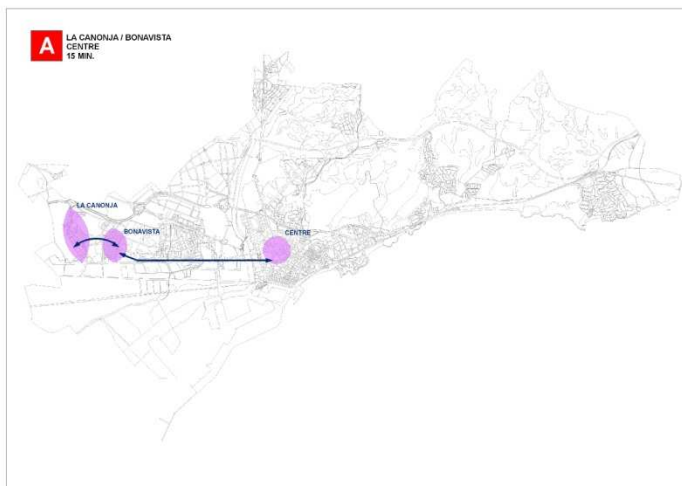 A
LA CANONJA / BONAVISTA
CENTRE
15 MIN.
LA CANONJA
BONAVISTA
CENTRE